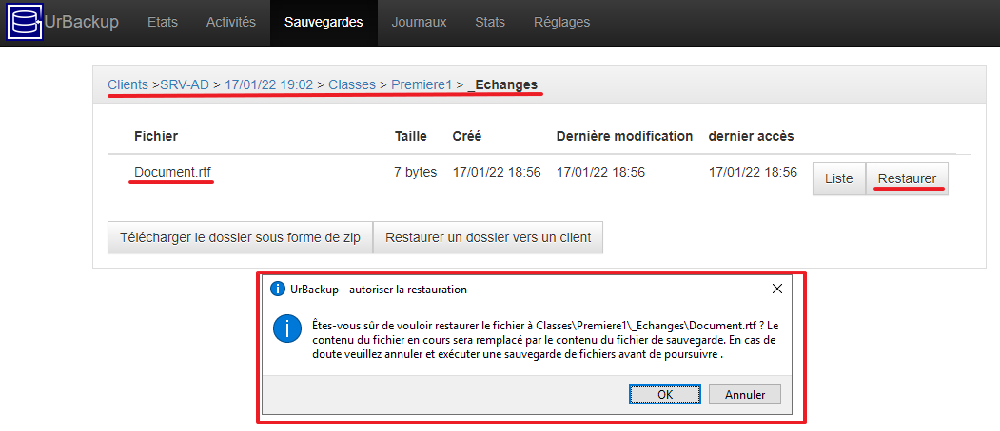 UrBackup Etats Activités Sauvegardes Journaux Stats Réglages
Clients >SRV-AD > 17/01/22 19:02 > Classes > Premiere1 > _Echanges
Fichier Taille Créé Dernière modification dernier accès
Document.rtf 7 bytes 17/01/22 18:56 17/01/22 18:56 17/01/22 18:56 Liste Restaurer
Télécharger le dossier sous forme de zip Restaurer un dossier vers un client
UrBackup - autoriser la restauration
Êtes-vous sûr de vouloir restaurer le fichier à Classes\Premiere1\_Echanges\Document.rtf ? Le
contenu du fichier en cours sera remplacé par le contenu du fichier de sauvegarde. En cas de
doute veuillez annuler et exécuter une sauvegarde de fichiers avant de poursuivre .
OK Annuler